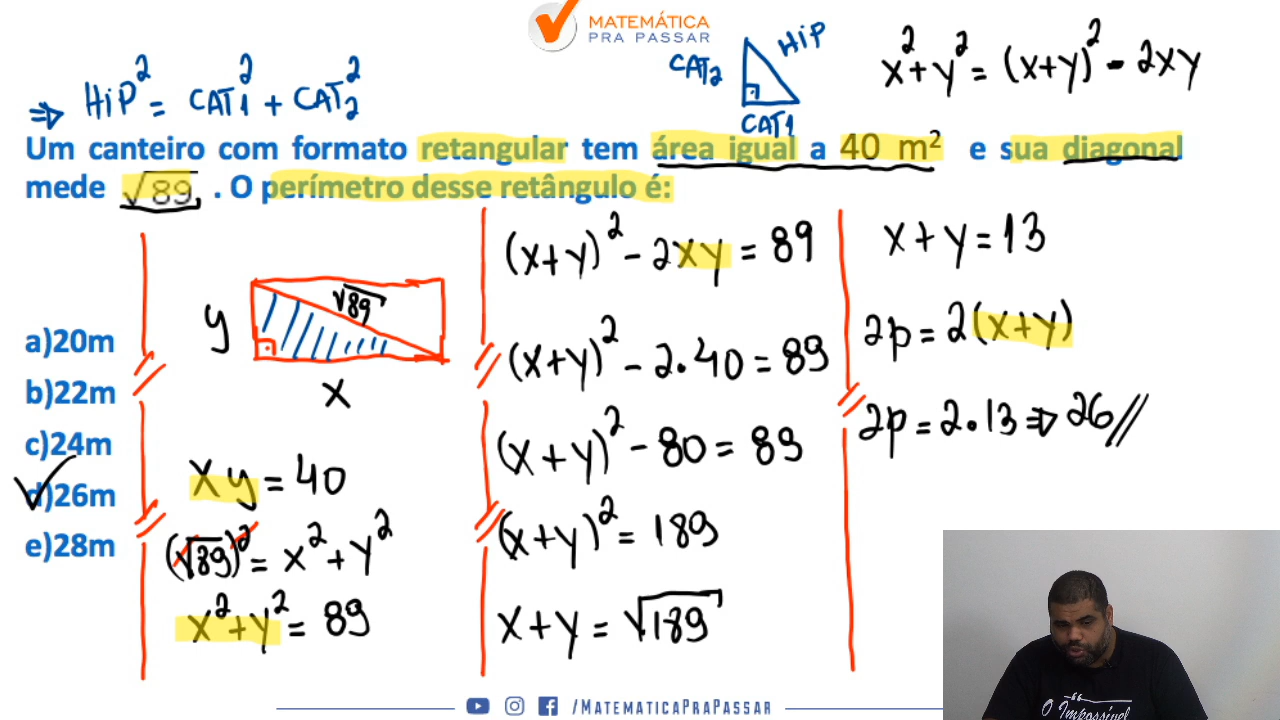 MATEMÁTICA
PRA PASSAR
⇒ HIP² = CAT1² + CAT2²
CAT2
HIP
CAT1
x² + y² = (x+y)² - 2xy
Um canteiro com formato retangular tem área igual a 40 m² e sua diagonal
mede √89 . O perímetro desse retângulo é:
a)20m
b)22m
c)24m
d)26m
e)28m
y
√89
x
xy = 40
(√89)² = x² + y²
x² + y² = 89
(x+y)² - 2xy = 89
(x+y)² - 2.40 = 89
(x+y)² - 80 = 89
(x+y)² = 189
x+y = √189
x+y = 13
2p = 2(x+y)
2p = 2.13 ⇒ 26//
/MatematicaPraPassar
O Impossível